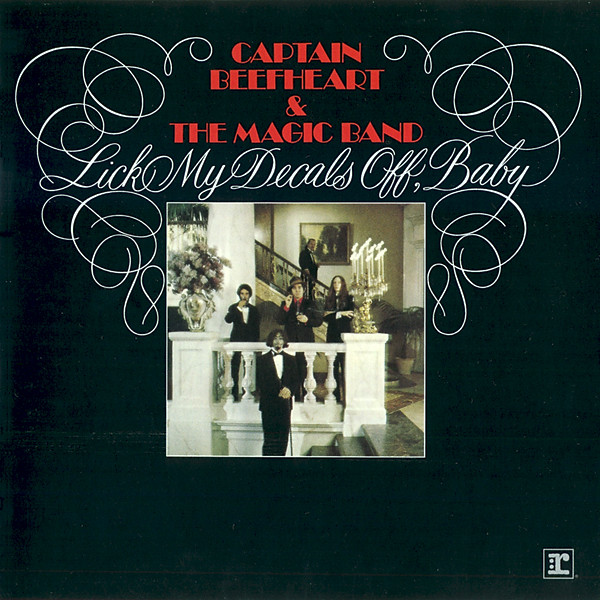 CAPTAIN
BEEFHEART
&
THE MAGIC BAND
Lick My Decals Off, Baby
r